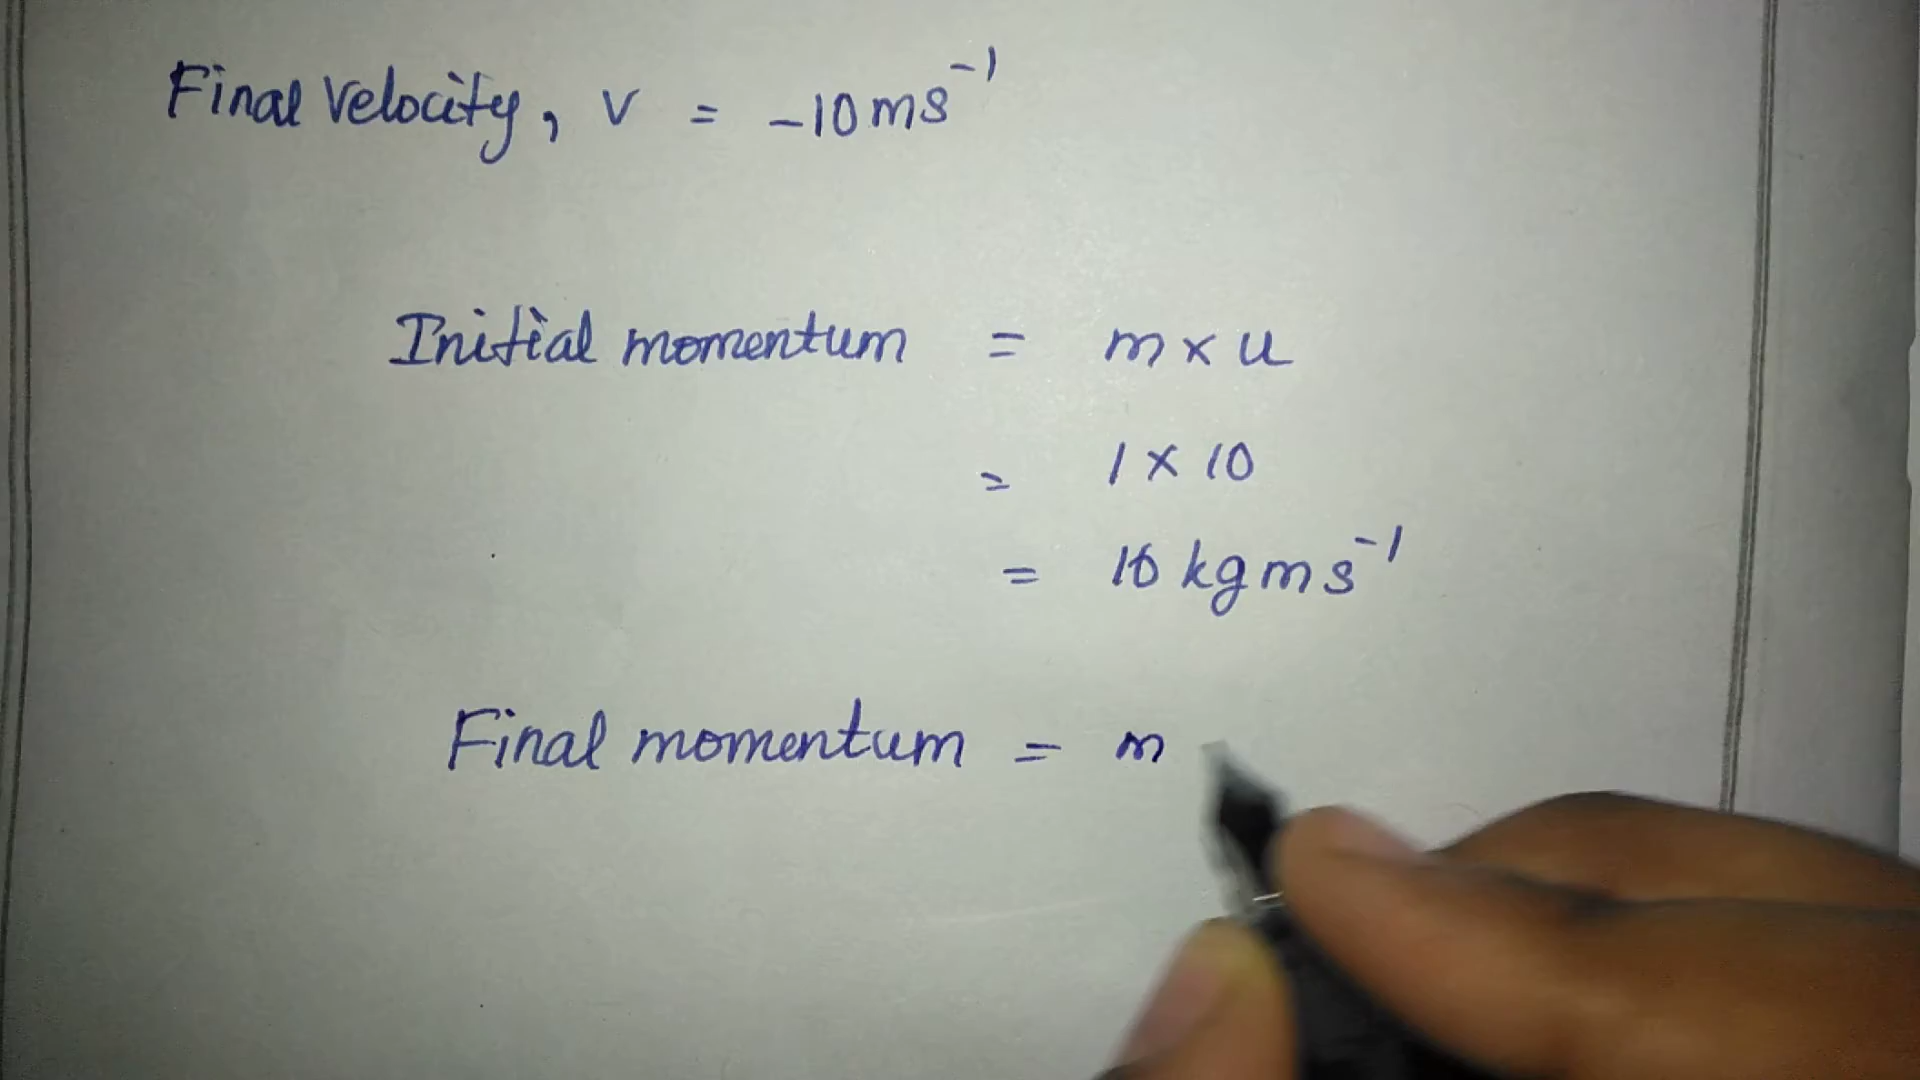 Final Velocity, v = -10 ms⁻¹
Initial momentum = m × u
= 1 × 10
= 10 kg m s⁻¹
Final momentum = m